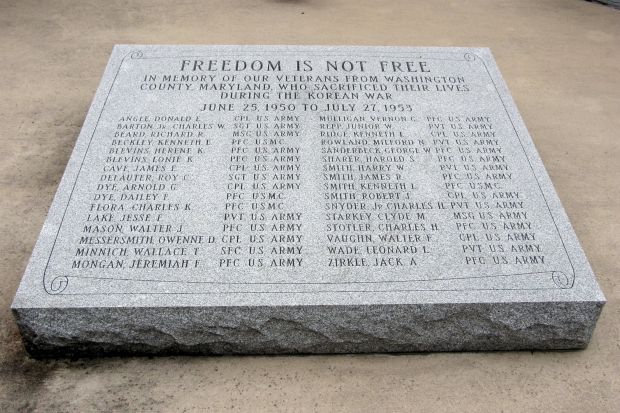 FREEDOM IS NOT FREE
IN MEMORY OF OUR VETERANS FROM WASHINGTON
COUNTY, MARYLAND, WHO SACRIFICED THEIR LIVES
DURING THE KOREAN WAR
JUNE 25, 1950 TO JULY 27, 1953
ANGLE, DONALD E. CPL U.S. ARMY MULLIGAN, VERNON G. PFC U.S. ARMY
BARTON, Jr., CHARLES W. SGT U.S. ARMY REPP, JUNIOR W. PVT U.S. ARMY
BEARD, RICHARD R. MSG U.S. ARMY RIDGE, KENNETH L. CPL U.S. ARMY
BECKLEY, KENNETH E. PFC U.S.M.C. ROWLAND, MILFORD N. PVT U.S. ARMY
BLEVINS, HERENE K. PFC U.S. ARMY SANDERBECK, GEORGE W. PFC U.S. ARMY
BLEVINS, LONIE K. PFC U.S. ARMY SHARER, HAROLD S. PFC U.S. ARMY
CAVE, JAMES E. CPL U.S. ARMY SMITH, HARRY W. PVT U.S. ARMY
DELAUTER, ROY C. SGT U.S. ARMY SMITH, JAMES R. PFC U.S. ARMY
DYE, ARNOLD G. CPL U.S. ARMY SMITH, KENNETH L. PFC U.S.M.C.
DYE, DAILEY F. PFC U.S.M.C. SMITH, ROBERT J. CPL U.S. ARMY
FLORA, CHARLES K. PFC U.S.M.C. SNYDER, Jr., CHARLES H. PVT U.S. ARMY
LAKE, JESSE F. PVT U.S. ARMY STARKEY, CLYDE M. MSG U.S. ARMY
MASON, WALTER J. PFC U.S. ARMY STOTLER, CHARLES H. PFC U.S. ARMY
MESSERSMITH, OWENNE D. CPL U.S. ARMY VAUGHN, WALTER F. CPL U.S. ARMY
MINNICH, WALLACE T. SFC U.S. ARMY WADE, LEONARD L. PVT U.S. ARMY
MONGAN, JEREMIAH F. PFC U.S. ARMY ZIRKLE, JACK A. PFC U.S. ARMY